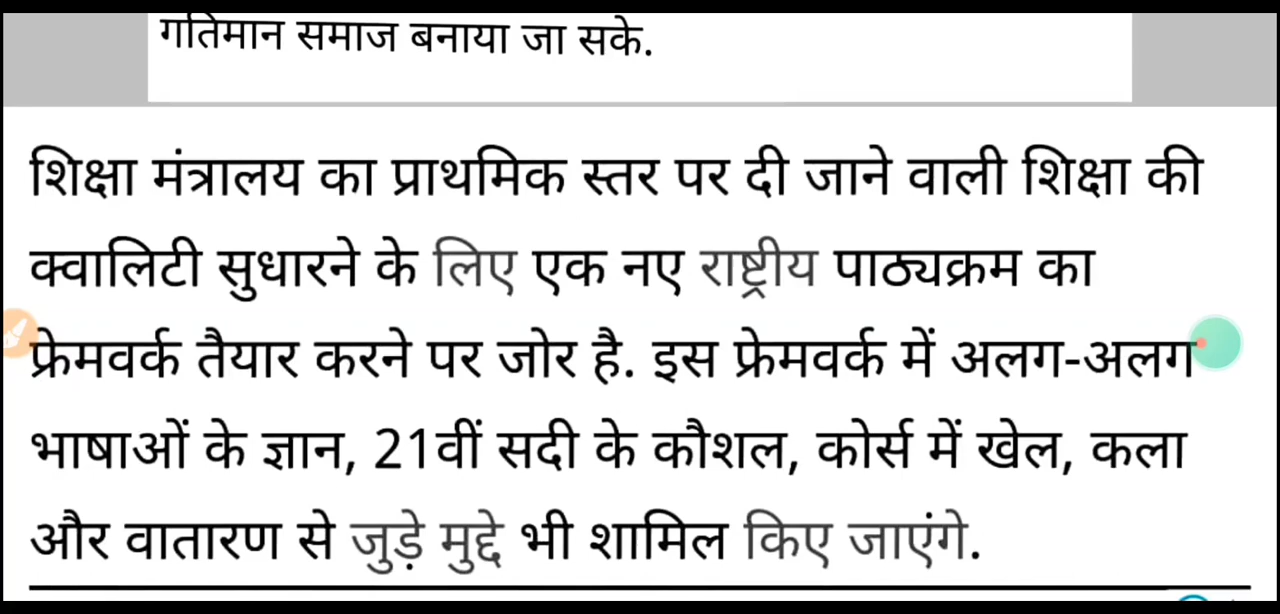 गतिमान समाज बनाया जा सके.
शिक्षा मंत्रालय का प्राथमिक स्तर पर दी जाने वाली शिक्षा की
क्वालिटी सुधारने के लिए एक नए राष्ट्रीय पाठ्यक्रम का
फ्रेमवर्क तैयार करने पर जोर है. इस फ्रेमवर्क में अलग-अलग
भाषाओं के ज्ञान, 21वीं सदी के कौशल, कोर्स में खेल, कला
और वातारण से जुड़े मुद्दे भी शामिल किए जाएंगे.